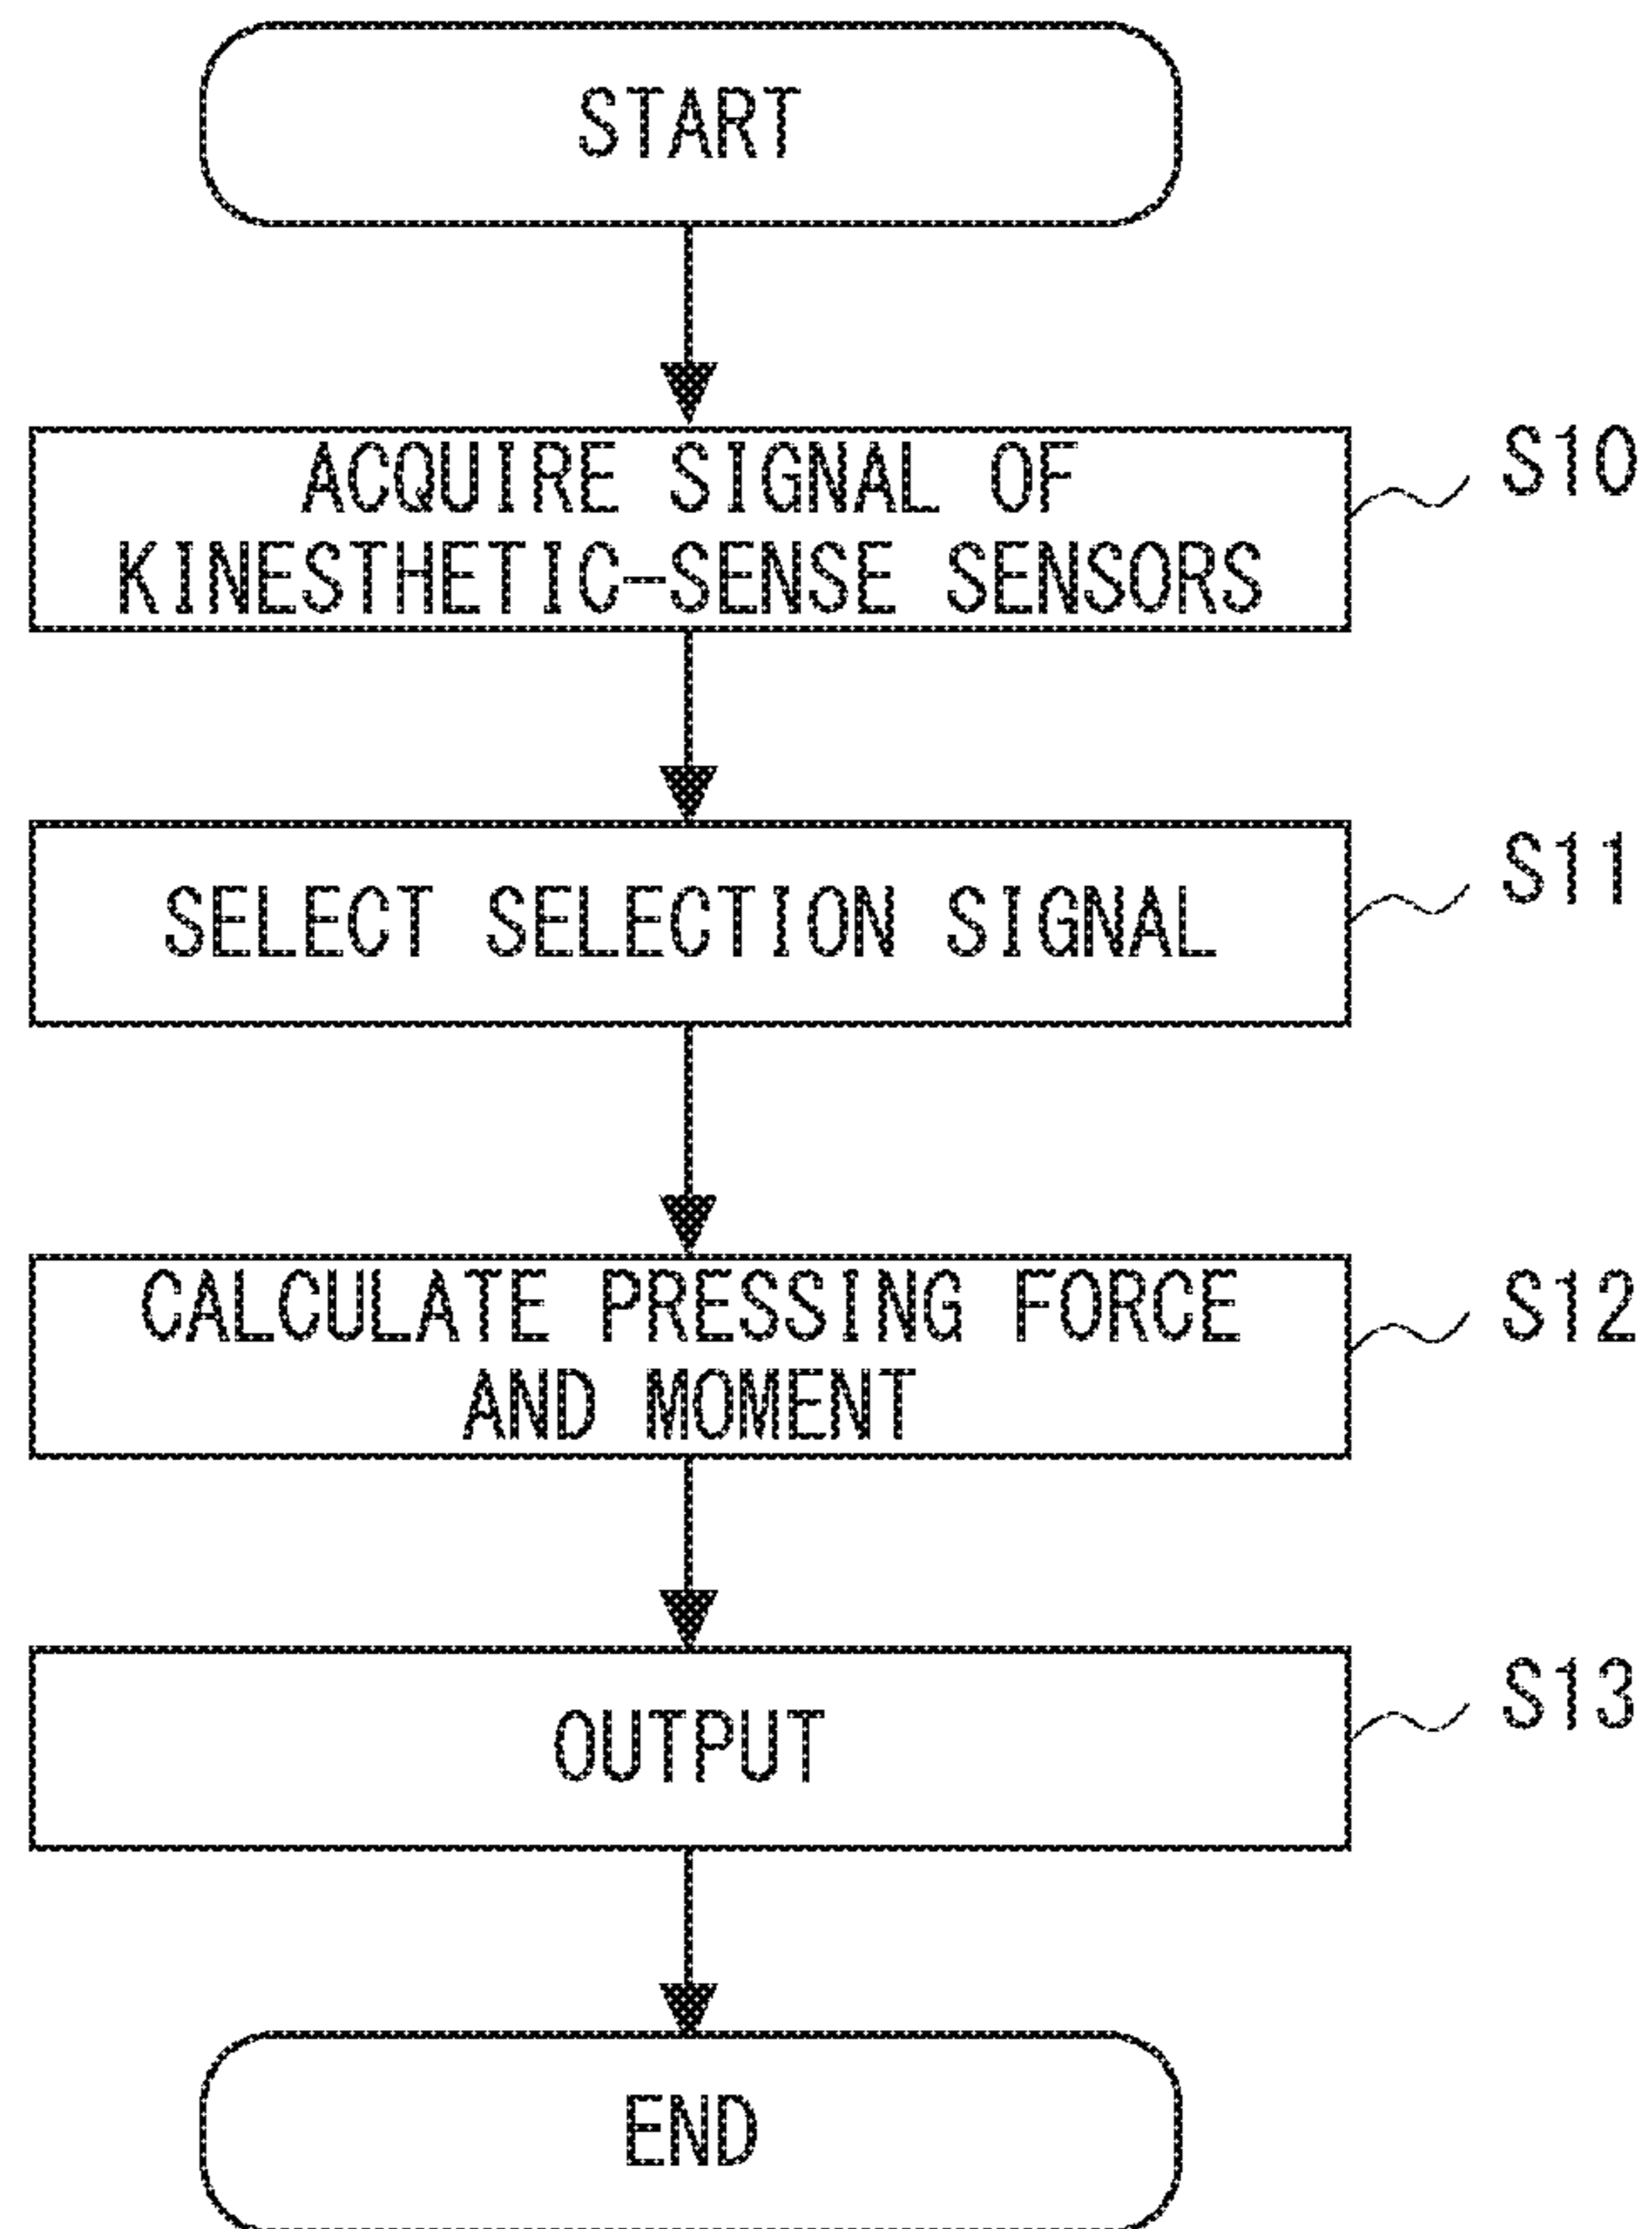 START
ACQUIRE SIGNAL OF
KINESTHETIC-SENSE SENSORS
S10
SELECT SELECTION SIGNAL
S11
CALCULATE PRESSING FORCE
AND MOMENT
S12
OUTPUT
S13
END